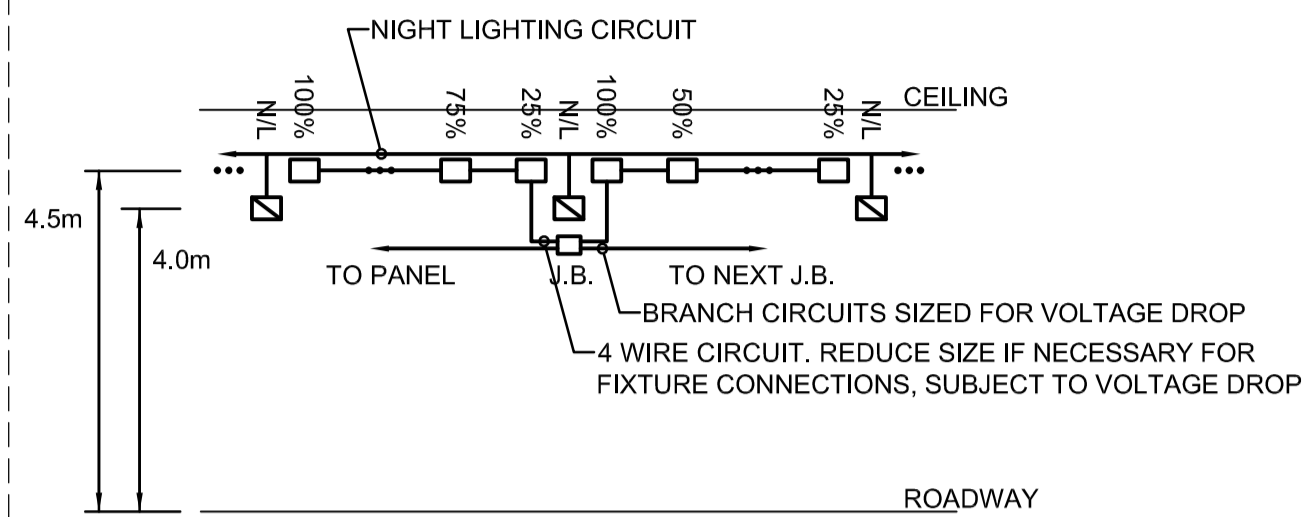 NIGHT LIGHTING CIRCUIT
CEILING
N/L
100%
75%
25%
N/L
100%
50%
25%
N/L
4.5m
4.0m
TO PANEL
J.B.
TO NEXT J.B.
BRANCH CIRCUITS SIZED FOR VOLTAGE DROP
4 WIRE CIRCUIT. REDUCE SIZE IF NECESSARY FOR
FIXTURE CONNECTIONS, SUBJECT TO VOLTAGE DROP
ROADWAY